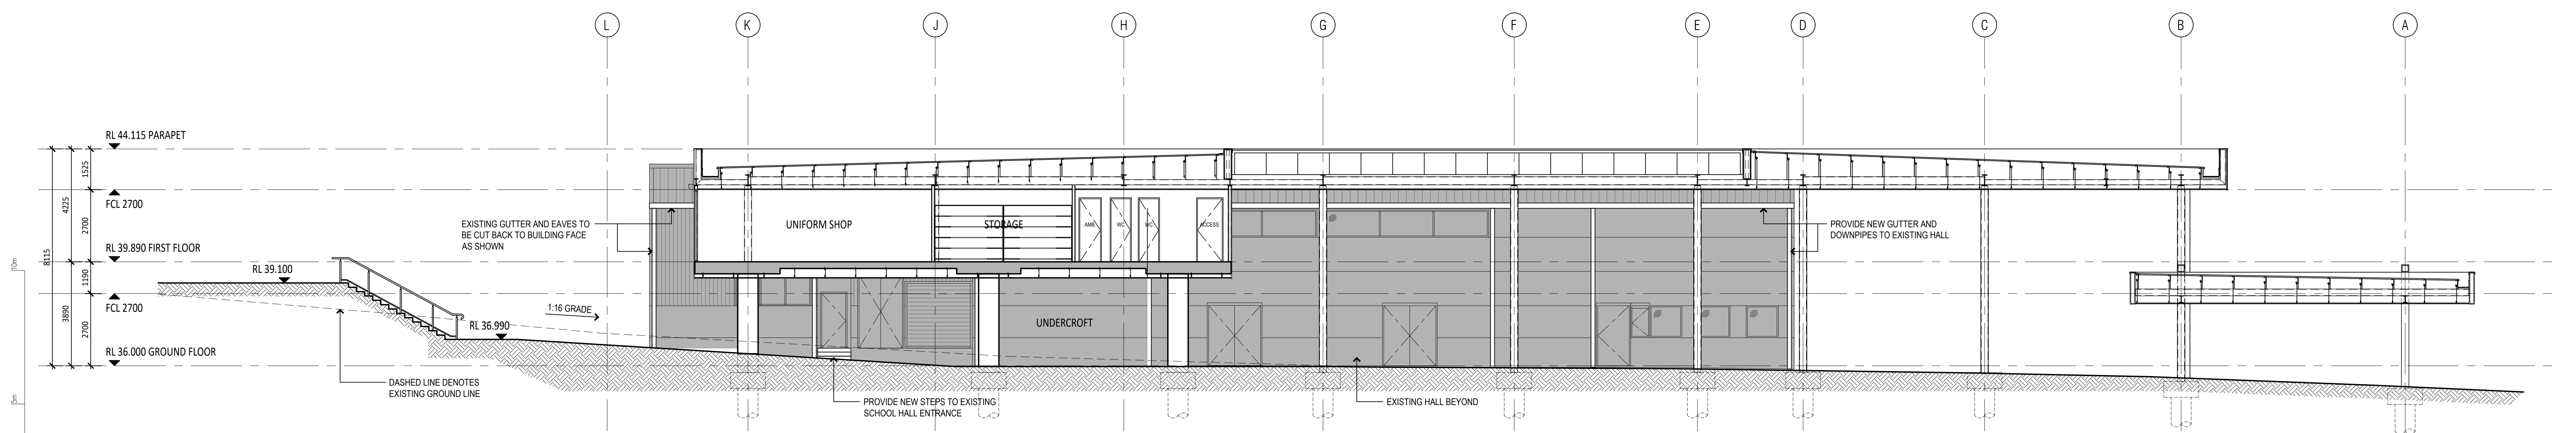 L
K
J
H
G
F
E
D
C
B
A
RL 44.115 PARAPET
1525
FCL 2700
4225
2700
8115
RL 39.890 FIRST FLOOR
1190
RL 39.100
FCL 2700
3890
2700
RL 36.990
RL 36.000 GROUND FLOOR
10m
5m
1:16 GRADE
EXISTING GUTTER AND EAVES TO
BE CUT BACK TO BUILDING FACE
AS SHOWN
UNIFORM SHOP
STORAGE
AMB.
WC
WC
ACCESS.
PROVIDE NEW GUTTER AND
DOWNPIPES TO EXISTING HALL
UNDERCROFT
DASHED LINE DENOTES
EXISTING GROUND LINE
PROVIDE NEW STEPS TO EXISTING
SCHOOL HALL ENTRANCE
EXISTING HALL BEYOND